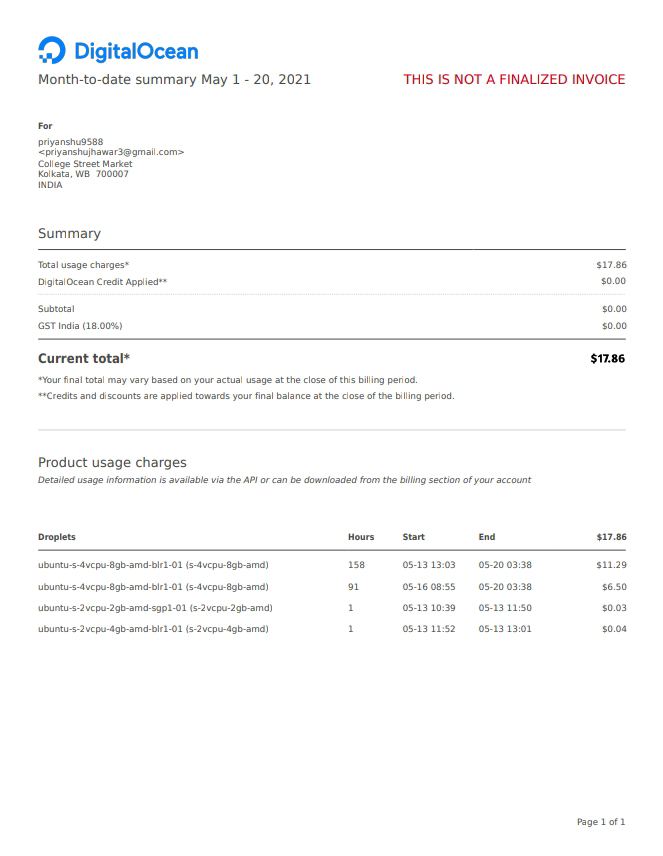 DigitalOcean
Month-to-date summary May 1 - 20, 2021 THIS IS NOT A FINALIZED INVOICE
For
priyanshu9588
<priyanshujhawar3@gmail.com>
College Street Market
Kolkata, WB 700007
INDIA
Summary
Total usage charges* $17.86
DigitalOcean Credit Applied** $0.00
Subtotal $0.00
GST India (18.00%) $0.00
Current total* $17.86
*Your final total may vary based on your actual usage at the close of this billing period.
**Credits and discounts are applied towards your final balance at the close of the billing period.
Product usage charges
Detailed usage information is available via the API or can be downloaded from the billing section of your account
Droplets Hours Start End $17.86
ubuntu-s-4vcpu-8gb-amd-blr1-01 (s-4vcpu-8gb-amd) 158 05-13 13:03 05-20 03:38 $11.29
ubuntu-s-4vcpu-8gb-amd-blr1-01 (s-4vcpu-8gb-amd) 91 05-16 08:55 05-20 03:38 $6.50
ubuntu-s-2vcpu-2gb-amd-sgp1-01 (s-2vcpu-2gb-amd) 1 05-13 10:39 05-13 11:50 $0.03
ubuntu-s-2vcpu-4gb-amd-blr1-01 (s-2vcpu-4gb-amd) 1 05-13 11:52 05-13 13:01 $0.04
Page 1 of 1